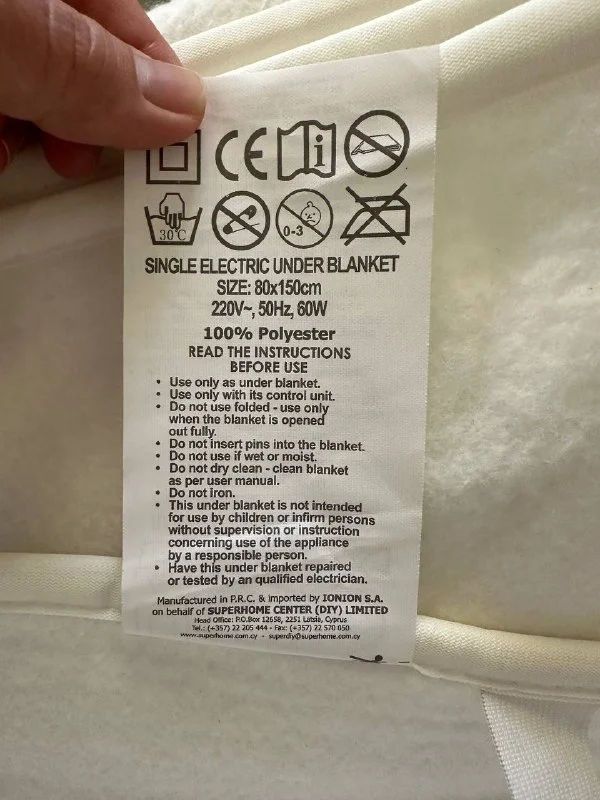 CE i
30°C 0-3
SINGLE ELECTRIC UNDER BLANKET
SIZE: 80x150cm
220V~, 50Hz, 60W
100% Polyester
READ THE INSTRUCTIONS
BEFORE USE
• Use only as under blanket.
• Use only with its control unit.
• Do not use folded - use only
when the blanket is opened
out fully.
• Do not insert pins into the blanket.
• Do not use if wet or moist.
• Do not dry clean - clean blanket
as per user manual.
• Do not iron.
• This under blanket is not intended
for use by children or infirm persons
without supervision or instruction
concerning use of the appliance
by a responsible person.
• Have this under blanket repaired
or tested by an qualified electrician.
Manufactured in P.R.C. & imported by IONION S.A.
on behalf of SUPERHOME CENTER (DIY) LIMITED
Head Office: P.O.Box 12658, 2251 Latsia, Cyprus
Tel.: (+357) 22 205 444 - Fax: (+357) 22 570 050
www.superhome.com.cy - superdiy@superhome.com.cy